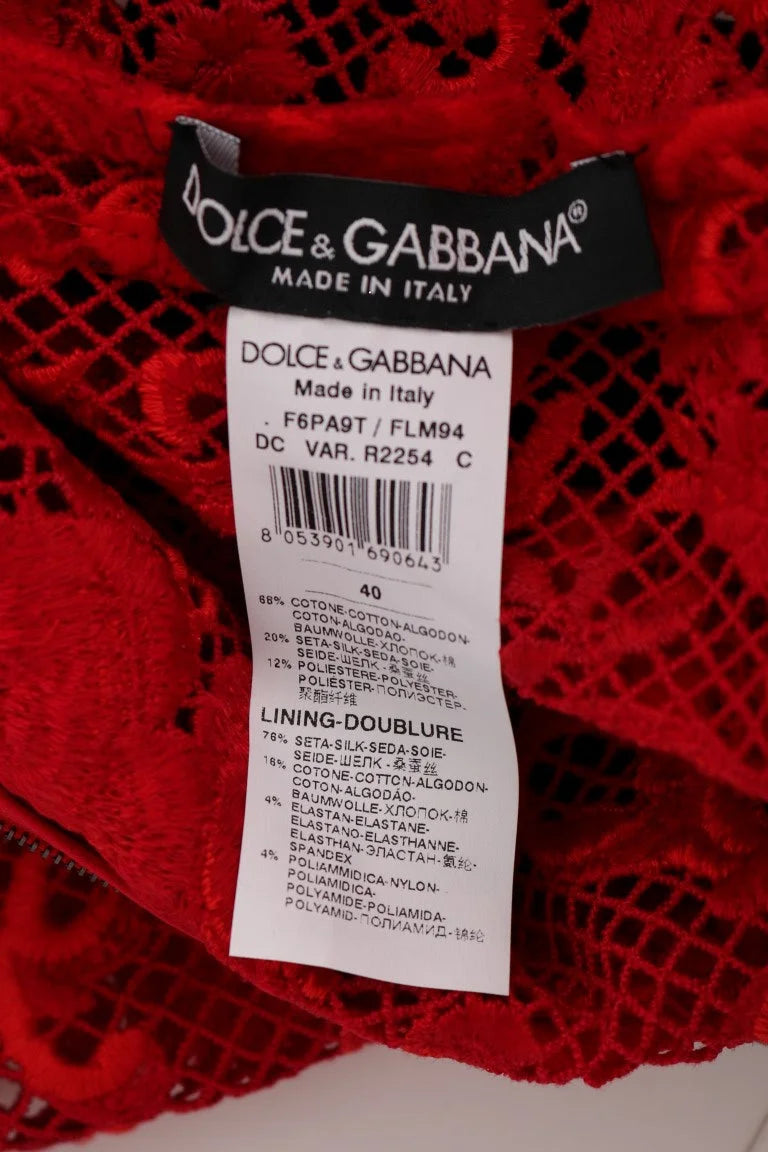 DOLCE & GABBANA®
MADE IN ITALY
DOLCE & GABBANA
Made in Italy
. F6PA9T / FLM94
DC VAR. R2254 C
8 053901 690643
40
68% COTONE-COTTON-ALGODON-
COTON-ALGODAO-
BAUMWOLLE-ХЛОПОК-棉
20% SETA-SILK-SEDA-SOIE-
SEIDE-ШЕЛК-桑蚕丝
12% POLIESTERE-POLYESTER-
POLIÉSTER-ПОЛИЭСТЕР-
聚酯纤维
LINING-DOUBLURE
76% SETA-SILK-SEDA-SOIE-
SEIDE-ШЕЛК-桑蚕丝
16% COTONE-COTTON-ALGODON-
COTON-ALGODÃO-
BAUMWOLLE-ХЛОПОК-棉
4% ELASTAN-ELASTANE-
ELASTANO-ELASTHANNE-
ELASTHAN-ЭЛАСТАН-氨纶-
SPANDEX
4% POLIAMMIDICA-NYLON-
POLIAMIDICA-
POLYAMIDE-POLIAMIDA-
POLYAMID-ПОЛИАМИД-锦纶